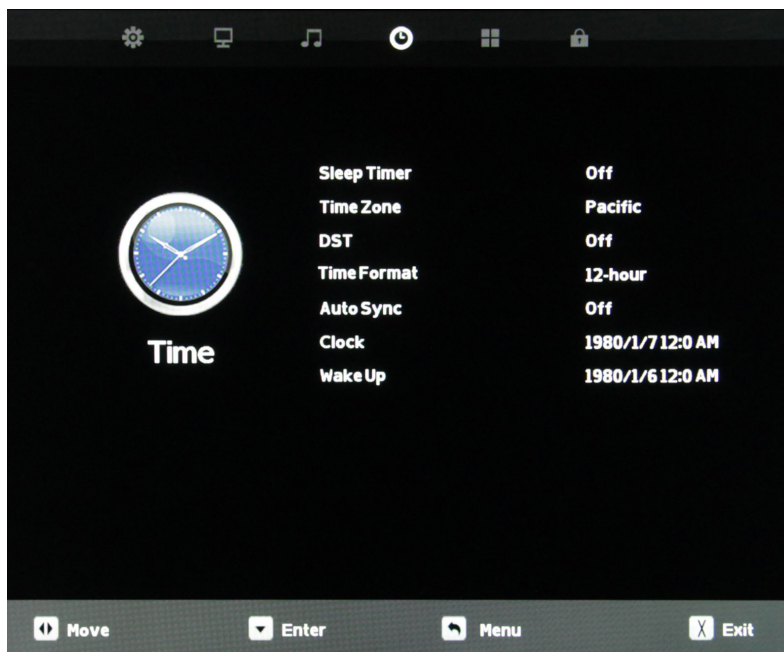 Sleep Timer Off
Time Zone Pacific
DST Off
Time Format 12-hour
Auto Sync Off
Clock 1980/1/7 12:0 AM
Wake Up 1980/1/6 12:0 AM
Time
Move Enter Menu X Exit